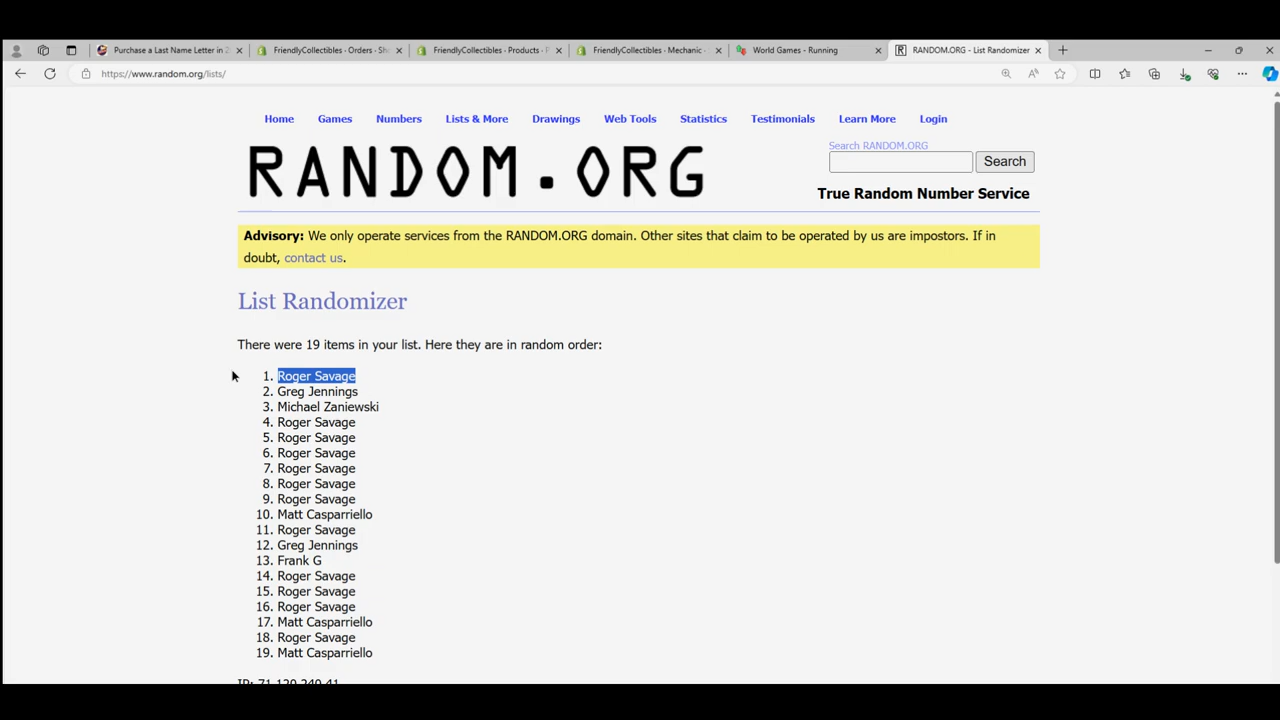 Purchase a Last Name Letter in 2
FriendlyCollectibles · Orders · Sh
FriendlyCollectibles · Products · P
FriendlyCollectibles · Mechanic ·
World Games - Running
RANDOM.ORG - List Randomizer
https://www.random.org/lists/
Home Games Numbers Lists & More Drawings Web Tools Statistics Testimonials Learn More Login
RANDOM.ORG
Search RANDOM.ORG
Search
True Random Number Service
Advisory: We only operate services from the RANDOM.ORG domain. Other sites that claim to be operated by us are impostors. If in
doubt, contact us.
List Randomizer
There were 19 items in your list. Here they are in random order:
1. Roger Savage
2. Greg Jennings
3. Michael Zaniewski
4. Roger Savage
5. Roger Savage
6. Roger Savage
7. Roger Savage
8. Roger Savage
9. Roger Savage
10. Matt Casparriello
11. Roger Savage
12. Greg Jennings
13. Frank G
14. Roger Savage
15. Roger Savage
16. Roger Savage
17. Matt Casparriello
18. Roger Savage
19. Matt Casparriello